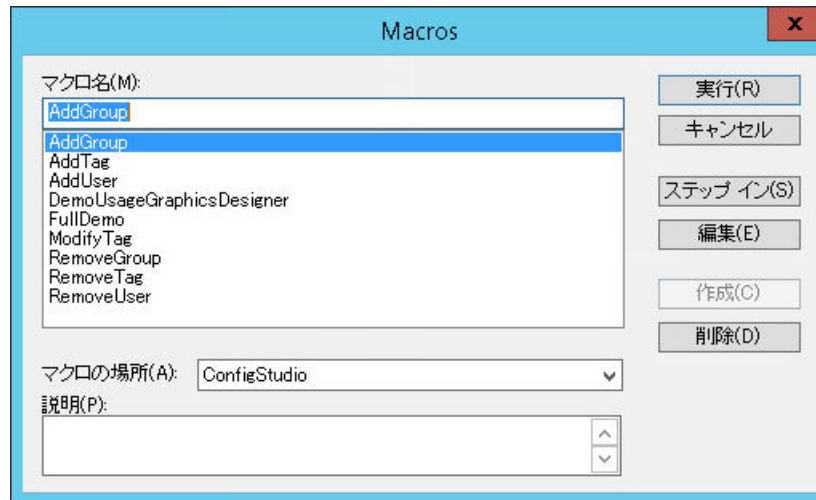 Macros
x
マクロ名(M):
AddGroup
AddGroup
AddTag
AddUser
DemoUsageGraphicsDesigner
FullDemo
ModifyTag
RemoveGroup
RemoveTag
RemoveUser
実行(R)
キャンセル
ステップ イン(S)
編集(E)
作成(C)
削除(D)
マクロの場所(A):
ConfigStudio
説明(P):